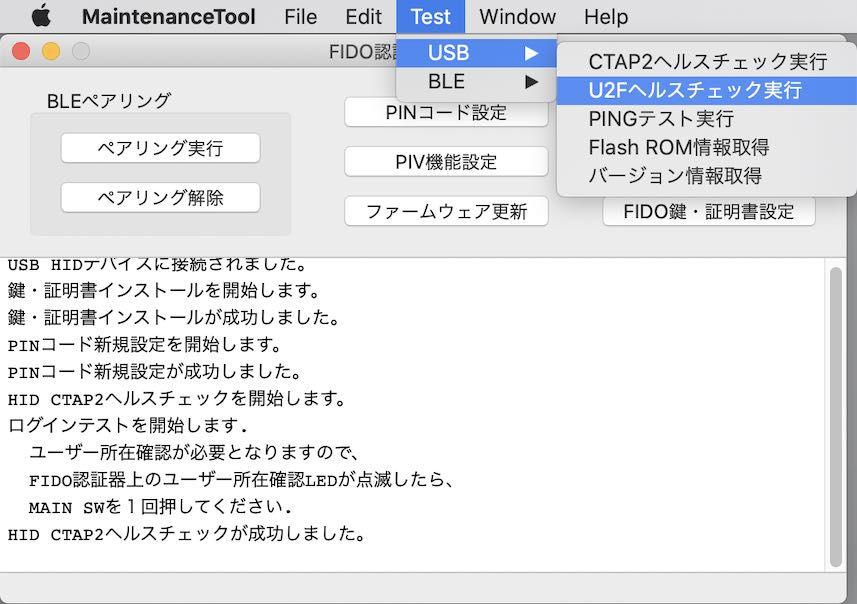 MaintenanceTool File Edit Test Window Help
FIDO認
USB
BLE
CTAP2ヘルスチェック実行
U2Fヘルスチェック実行
PINGテスト実行
Flash ROM情報取得
バージョン情報取得
BLEペアリング
ペアリング実行
ペアリング解除
PINコード設定
PIV機能設定
ファームウェア更新
FIDO鍵・証明書設定
USB HIDデバイスに接続されました。
鍵・証明書インストールを開始します。
鍵・証明書インストールが成功しました。
PINコード新規設定を開始します。
PINコード新規設定が成功しました。
HID CTAP2ヘルスチェックを開始します。
ログインテストを開始します.
ユーザー所在確認が必要となりますので、
FIDO認証器上のユーザー所在確認LEDが点滅したら、
MAIN SWを１回押してください.
HID CTAP2ヘルスチェックが成功しました。